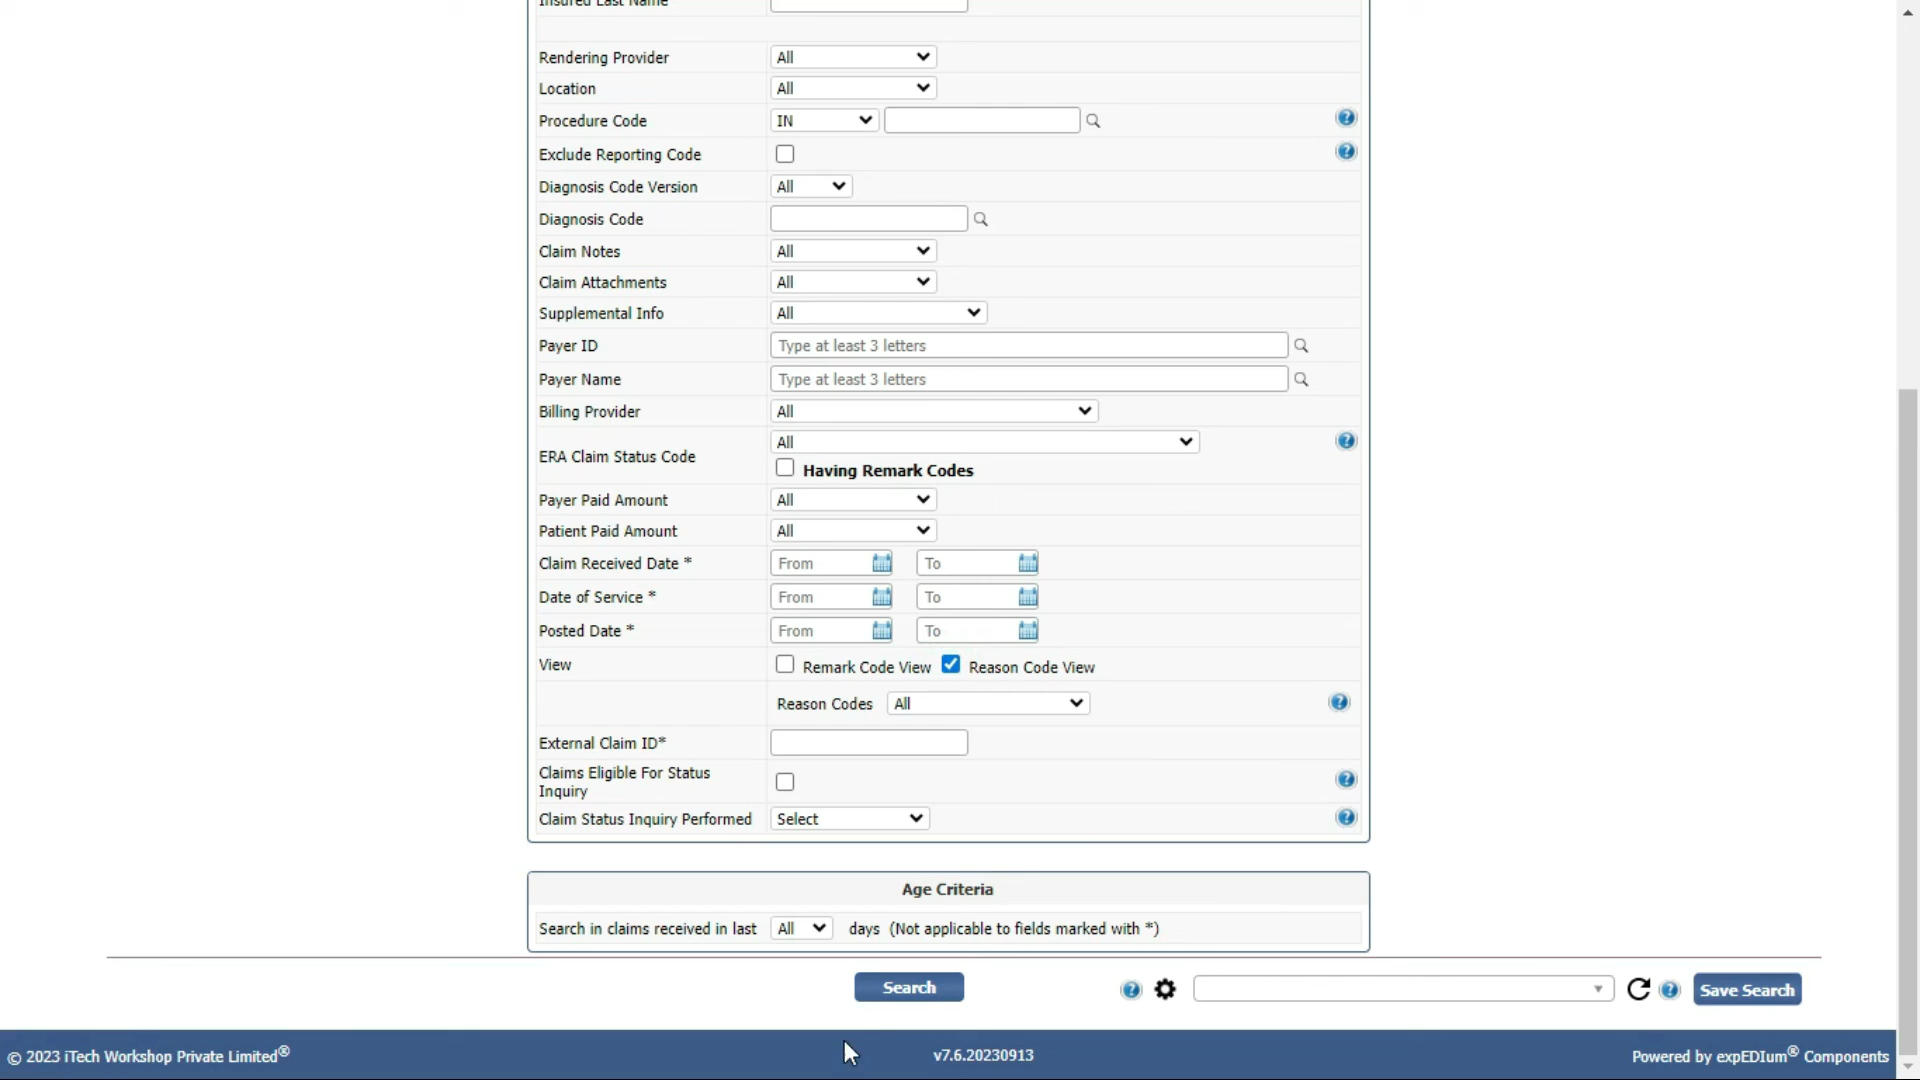 Insured Last Name
Rendering Provider All
Location All
Procedure Code IN
Exclude Reporting Code
Diagnosis Code Version All
Diagnosis Code
Claim Notes All
Claim Attachments All
Supplemental Info All
Payer ID Type at least 3 letters
Payer Name Type at least 3 letters
Billing Provider All
All
ERA Claim Status Code
Having Remark Codes
Payer Paid Amount All
Patient Paid Amount All
Claim Received Date * From To
Date of Service * From To
Posted Date * From To
View Remark Code View Reason Code View
Reason Codes All
External Claim ID*
Claims Eligible For Status
Inquiry
Claim Status Inquiry Performed Select
Age Criteria
Search in claims received in last All days (Not applicable to fields marked with *)
Search Save Search
© 2023 iTech Workshop Private Limited® v7.6.20230913 Powered by expEDIum® Components